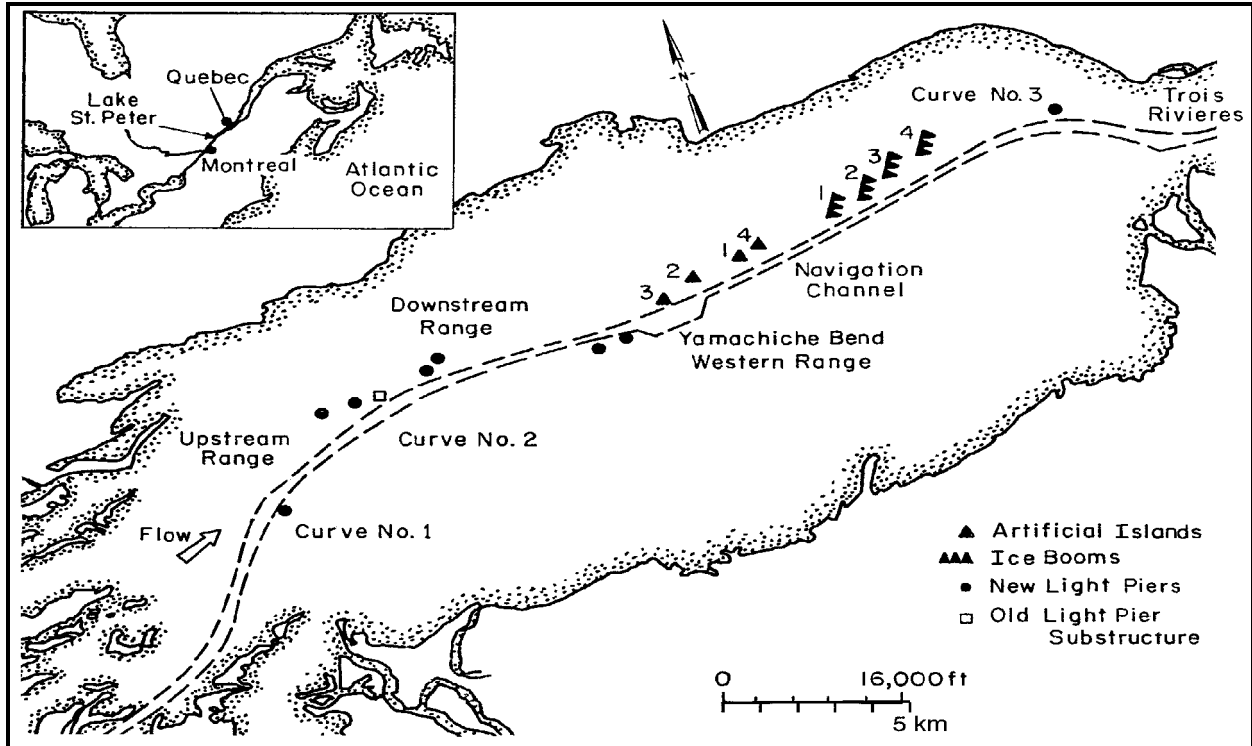 Quebec
Lake
St. Peter
Montreal
Atlantic
Ocean
N
Curve No. 3
Trois
Rivieres
4
3
2
1
4
1
2
3
Navigation
Channel
Downstream
Range
Yamachiche Bend
Western Range
Upstream
Range
Curve No. 2
Flow
Curve No. 1
Artificial Islands
Ice Booms
New Light Piers
Old Light Pier
Substructure
0 16,000 ft
5 km